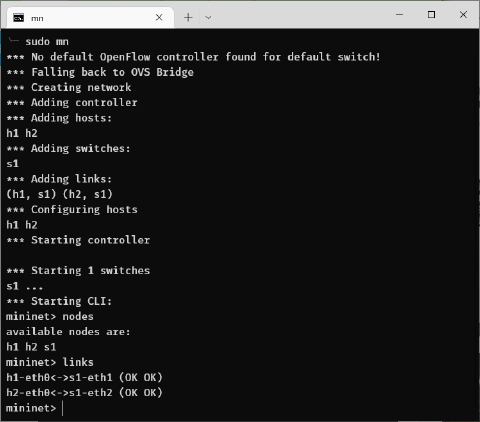 mn
└─ sudo mn
*** No default OpenFlow controller found for default switch!
*** Falling back to OVS Bridge
*** Creating network
*** Adding controller
*** Adding hosts:
h1 h2
*** Adding switches:
s1
*** Adding links:
(h1, s1) (h2, s1)
*** Configuring hosts
h1 h2
*** Starting controller

*** Starting 1 switches
s1 ...
*** Starting CLI:
mininet> nodes
available nodes are:
h1 h2 s1
mininet> links
h1-eth0<->s1-eth1 (OK OK)
h2-eth0<->s1-eth2 (OK OK)
mininet>